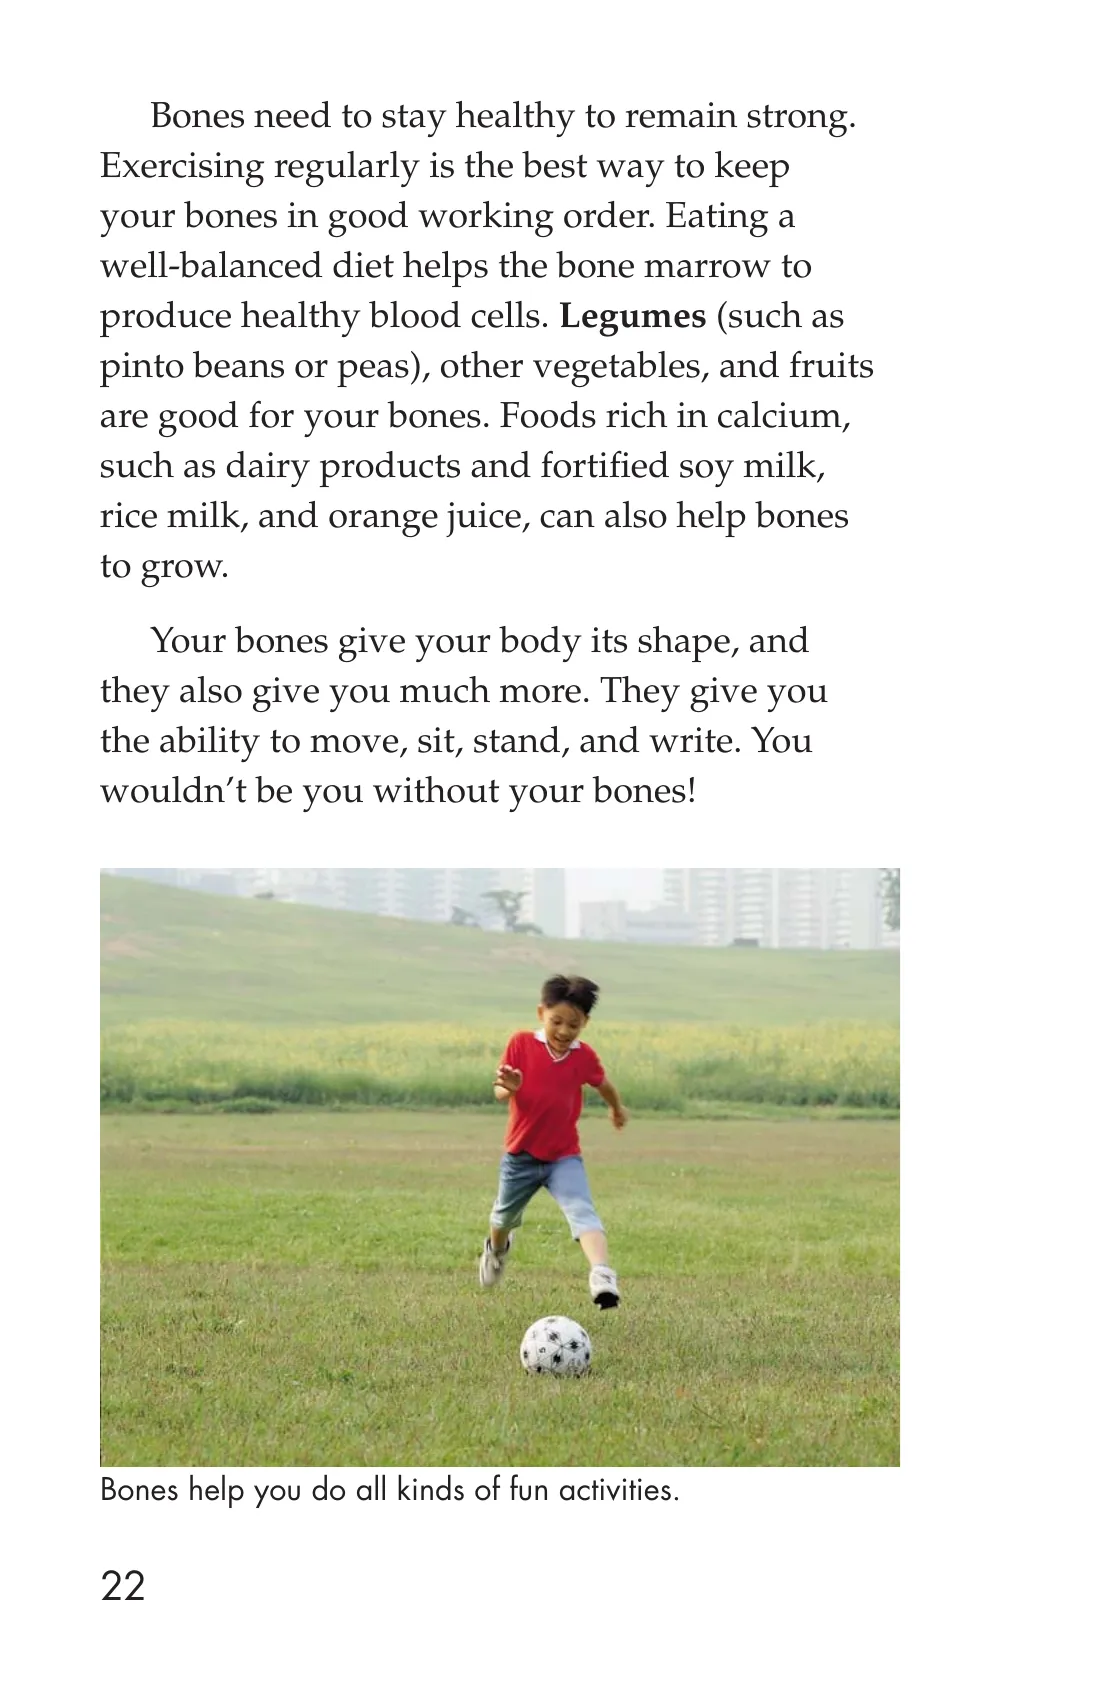 Bones need to stay healthy to remain strong.
Exercising regularly is the best way to keep
your bones in good working order. Eating a
well-balanced diet helps the bone marrow to
produce healthy blood cells. Legumes (such as
pinto beans or peas), other vegetables, and fruits
are good for your bones. Foods rich in calcium,
such as dairy products and fortified soy milk,
rice milk, and orange juice, can also help bones
to grow.
Your bones give your body its shape, and
they also give you much more. They give you
the ability to move, sit, stand, and write. You
wouldn’t be you without your bones!
Bones help you do all kinds of fun activities.
22